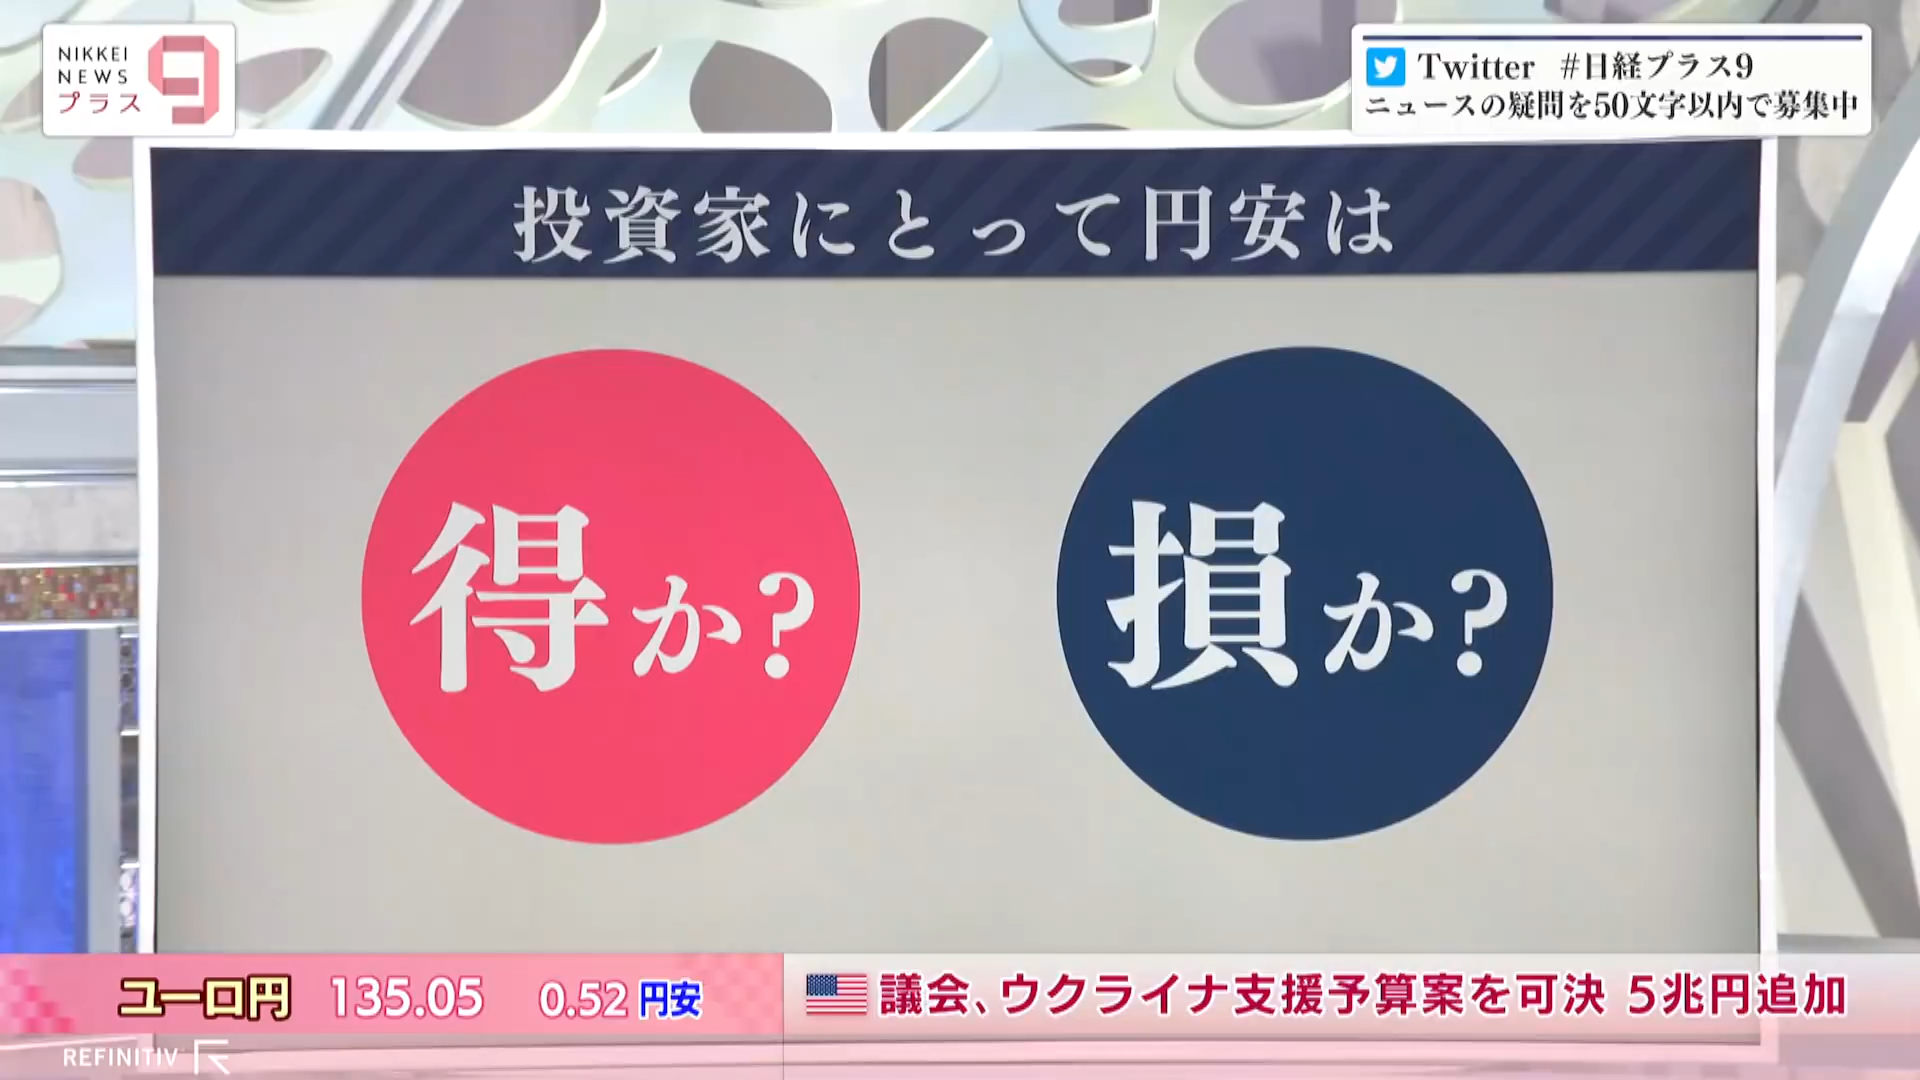 NIKKEI
NEWS
プラス 9
Twitter #日経プラス9
ニュースの疑問を50文字以内で募集中
投資家にとって円安は
得か?
損か?
ユーロ円 135.05 0.52 円安
議会、ウクライナ支援予算案を可決 5兆円追加
REFINITIV